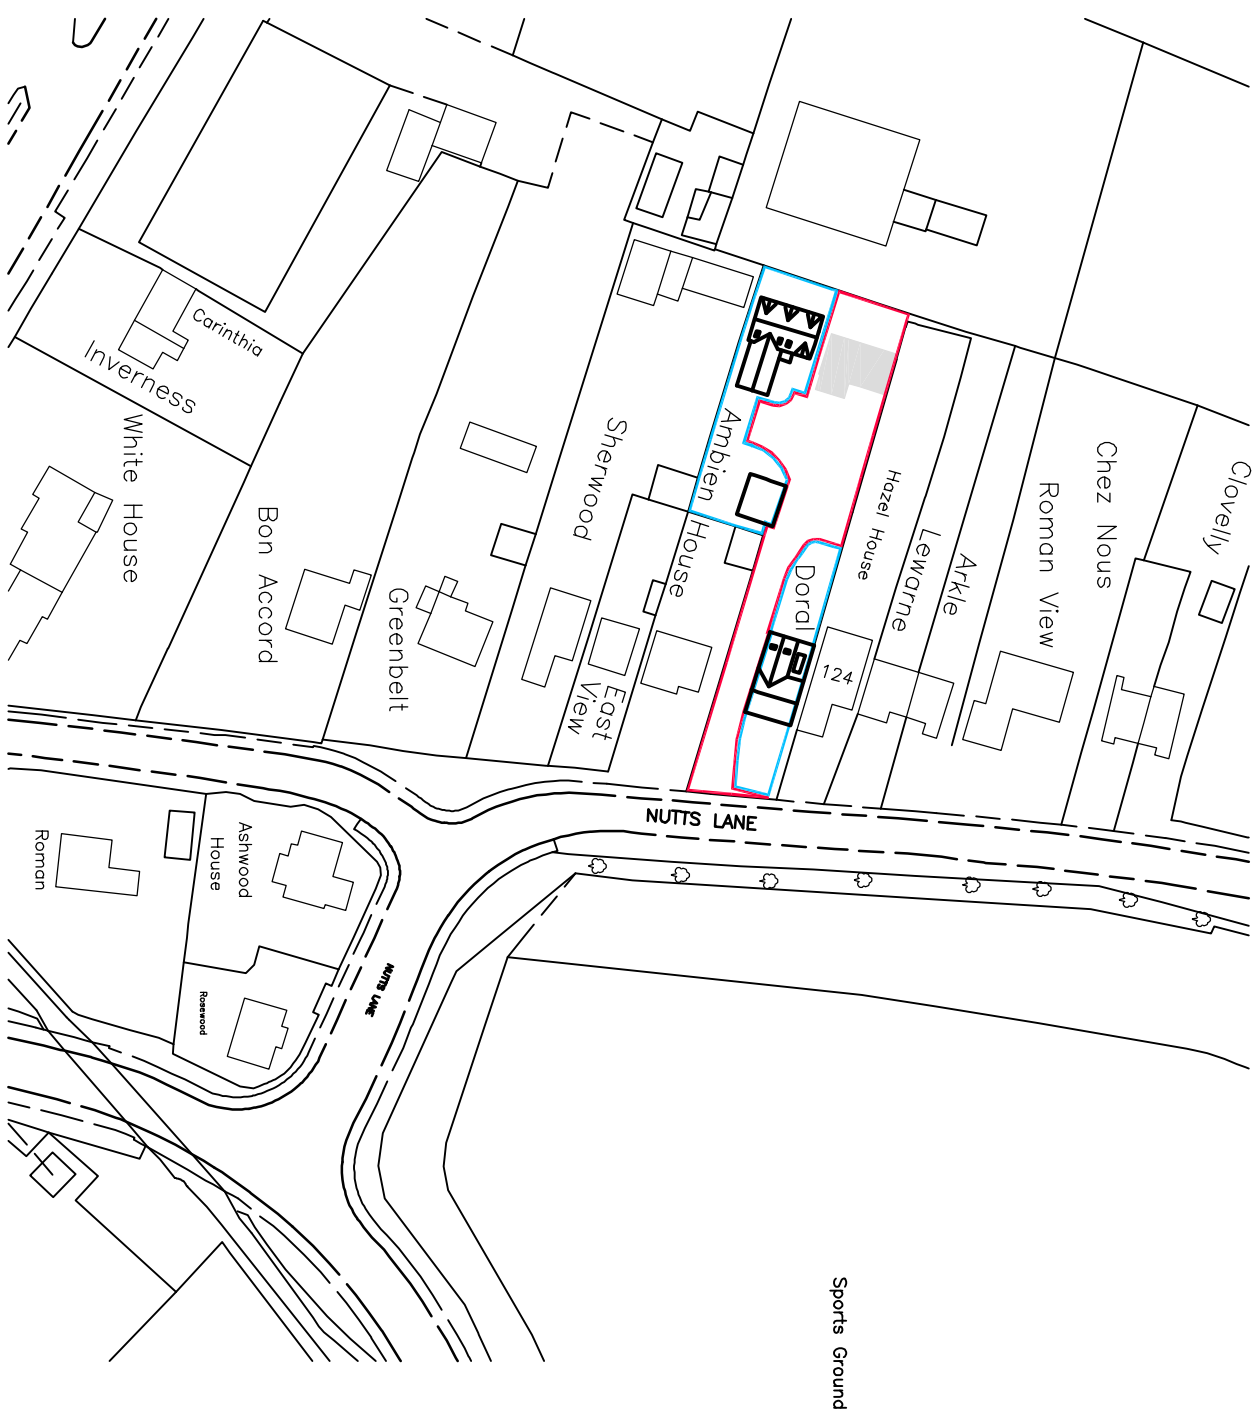 Clovelly
Chez Nous
Roman View
Arkle
Lewarne
Hazel House
124
Doral
Ambien
House
Sherwood
East
View
Greenbelt
Bon Accord
White House
Carinthia
Inverness
NUTTS LANE
NUTTS LANE
Ashwood
House
Roman
Rosewood
Sports Ground